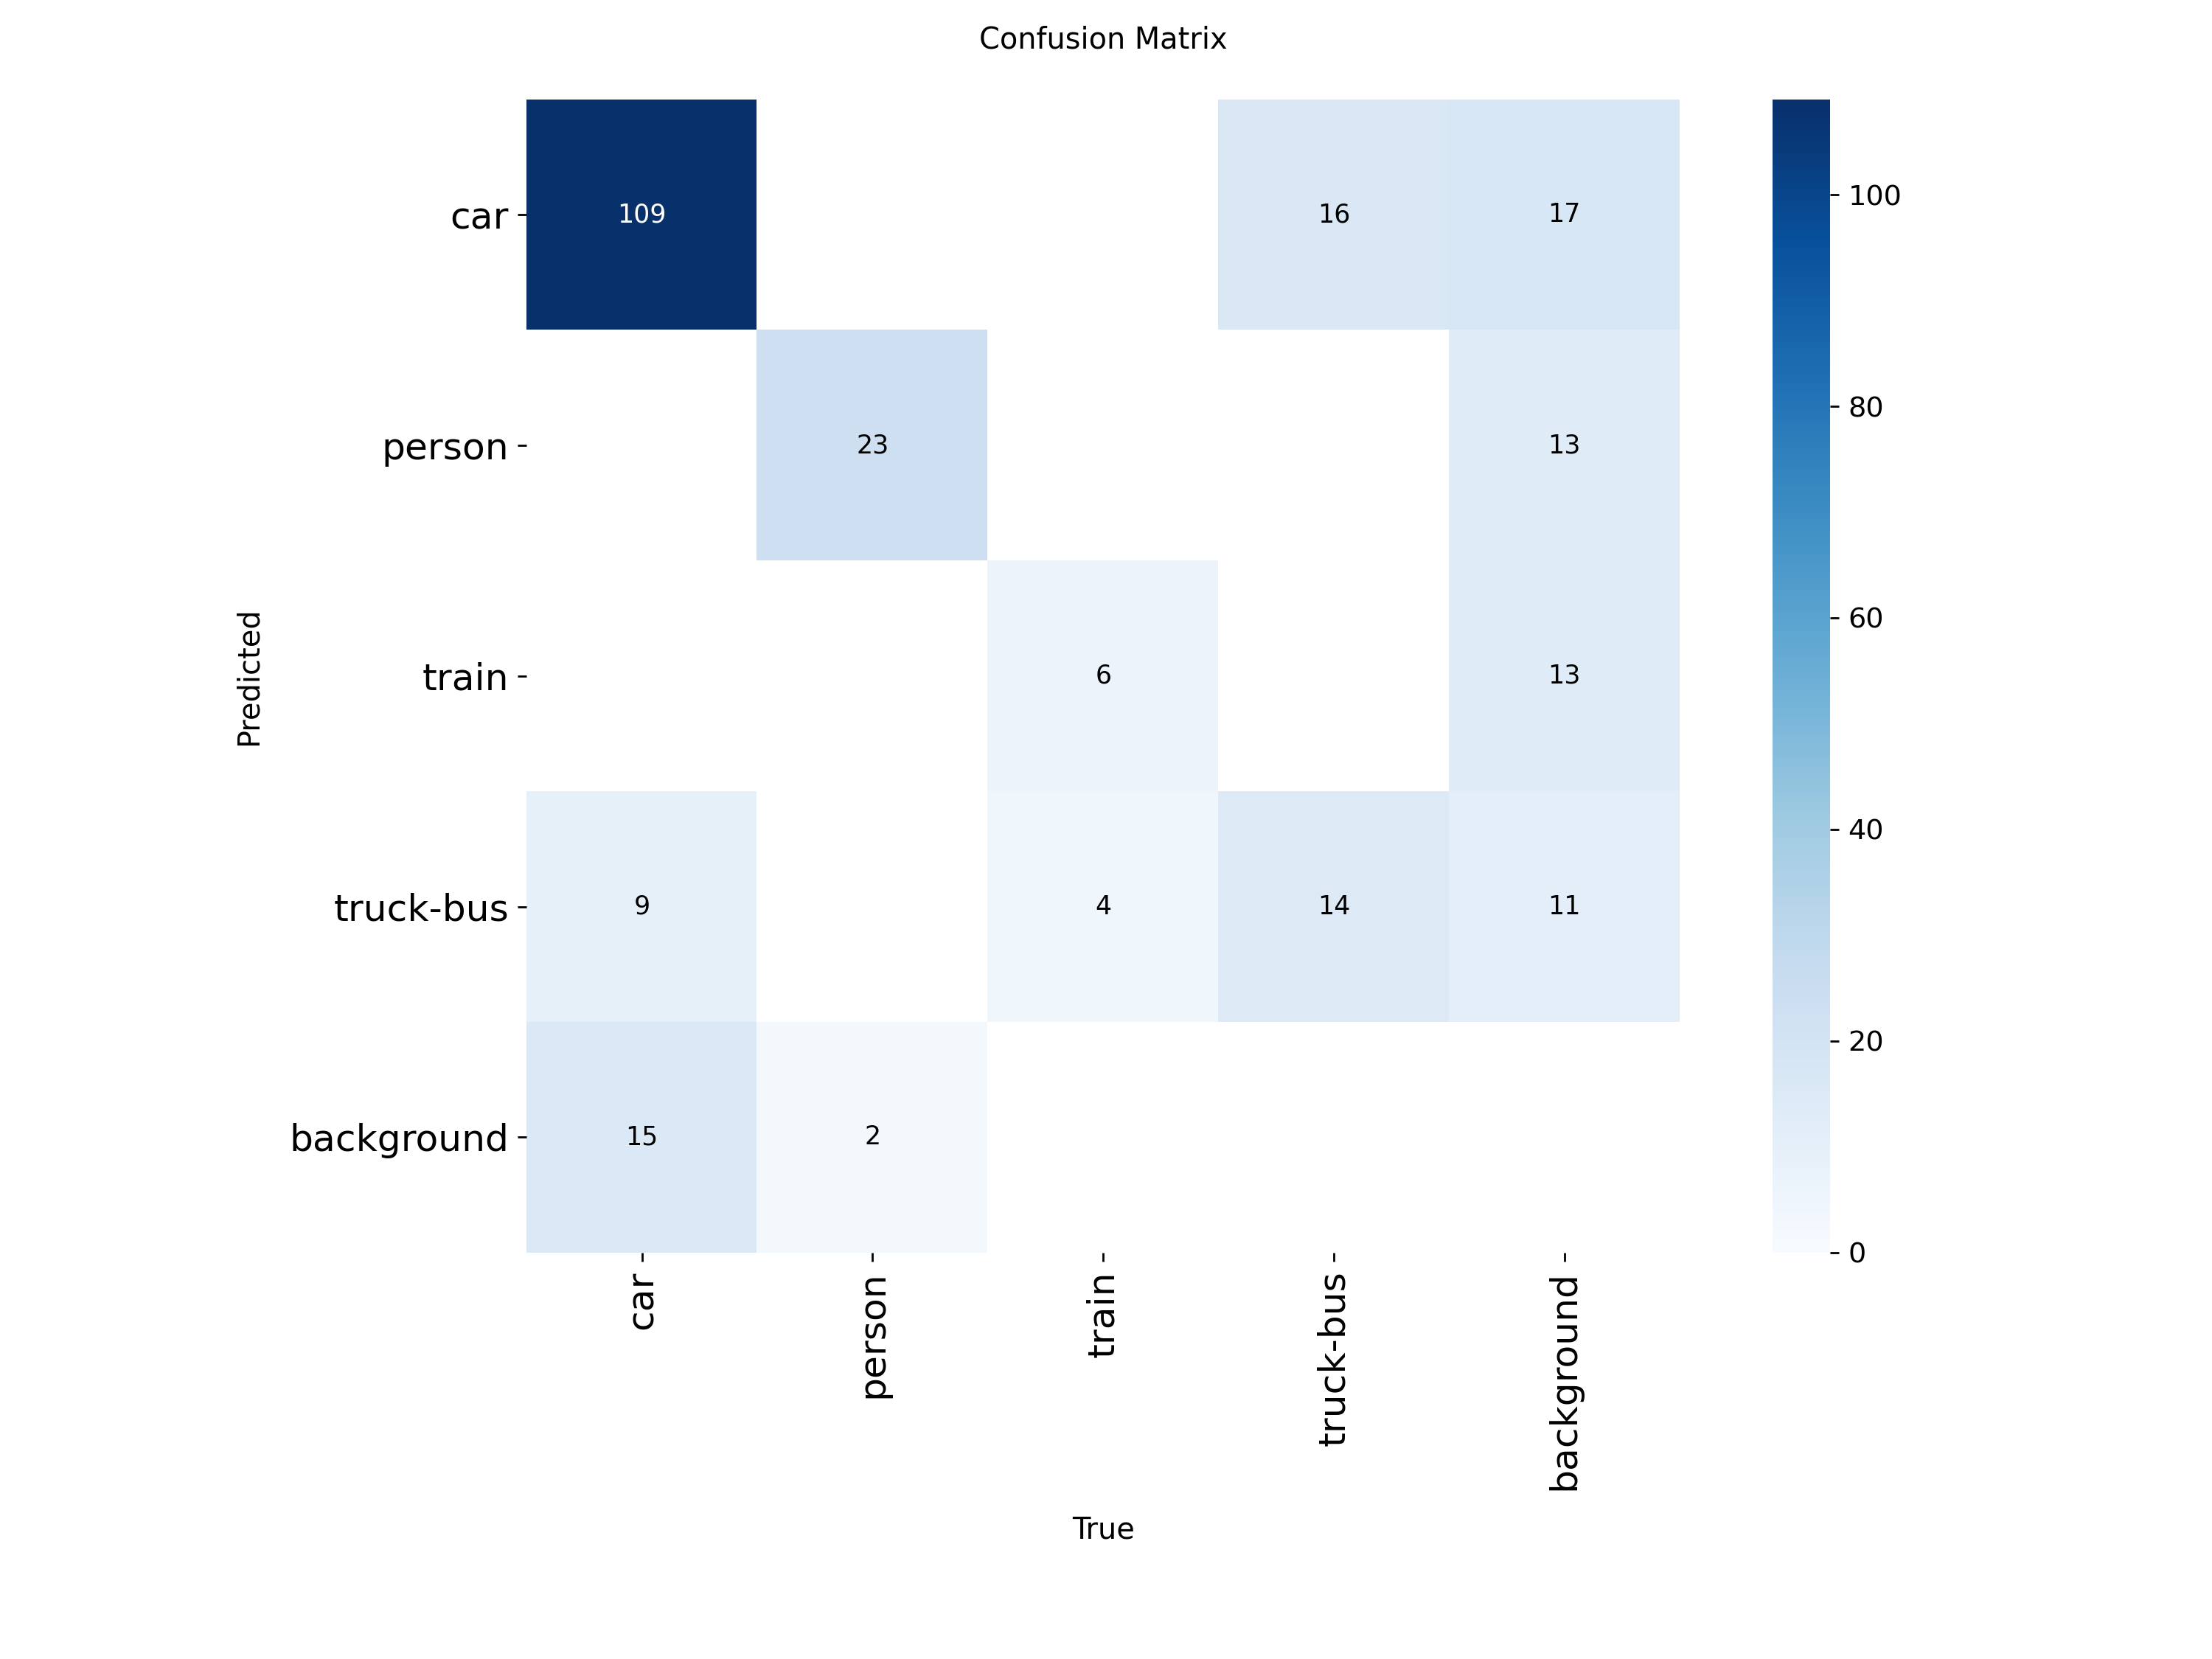 Confusion Matrix
car
109
16
17
100
person
23
13
80
train
6
13
60
truck-bus
9
4
14
11
40
background
15
2
20
0
Predicted
car
person
train
truck-bus
background
True